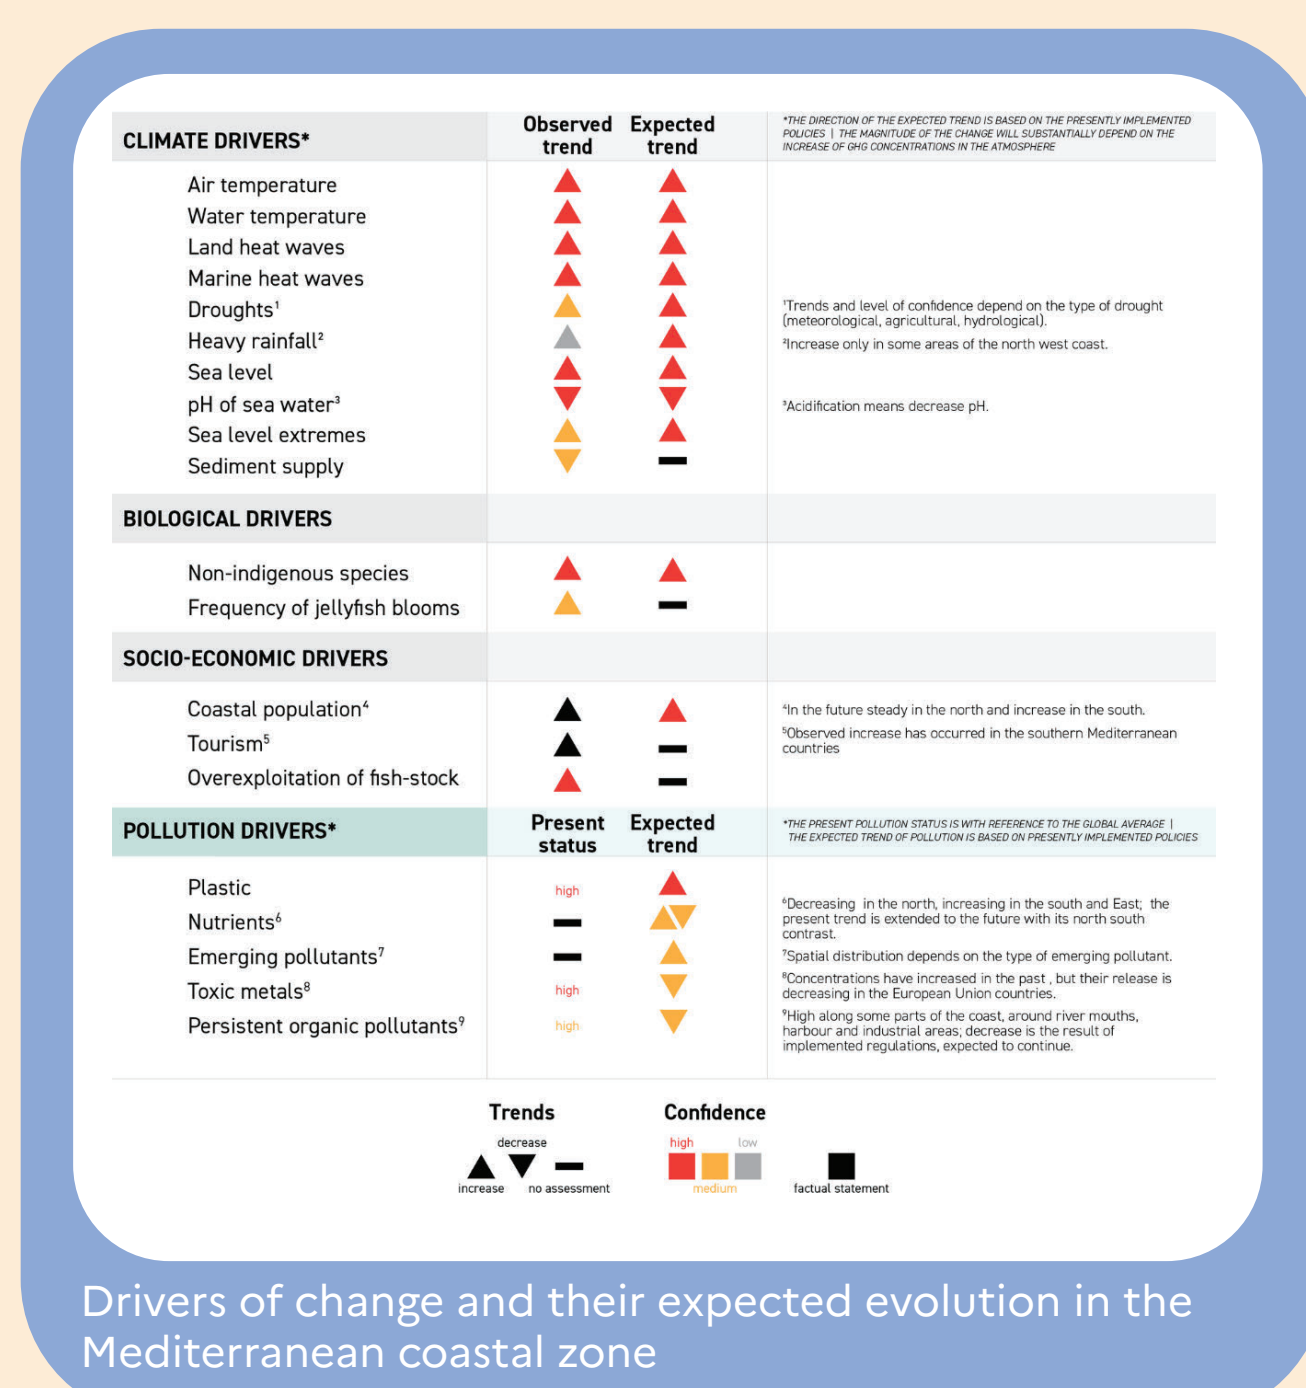 CLIMATE DRIVERS*
Observed trend
Expected trend
*THE DIRECTION OF THE EXPECTED TREND IS BASED ON THE PRESENTLY IMPLEMENTED
POLICIES | THE MAGNITUDE OF THE CHANGE WILL SUBSTANTIALLY DEPEND ON THE
INCREASE OF GHG CONCENTRATIONS IN THE ATMOSPHERE
Air temperature
Water temperature
Land heat waves
Marine heat waves
Droughts¹
¹Trends and level of confidence depend on the type of drought
(meteorological, agricultural, hydrological).
Heavy rainfall²
²Increase only in some areas of the north west coast.
Sea level
pH of sea water³
³Acidification means decrease pH.
Sea level extremes
Sediment supply
BIOLOGICAL DRIVERS
Non-indigenous species
Frequency of jellyfish blooms
SOCIO-ECONOMIC DRIVERS
Coastal population⁴
⁴In the future steady in the north and increase in the south.
Tourism⁵
⁵Observed increase has occurred in the southern Mediterranean
countries
Overexploitation of fish-stock
POLLUTION DRIVERS*
Present status
Expected trend
*THE PRESENT POLLUTION STATUS IS WITH REFERENCE TO THE GLOBAL AVERAGE |
THE EXPECTED TREND OF POLLUTION IS BASED ON PRESENTLY IMPLEMENTED POLICIES
Plastic
high
Nutrients⁶
⁶Decreasing in the north, increasing in the south and East; the
present trend is extended to the future with its north south
contrast.
Emerging pollutants⁷
⁷Spatial distribution depends on the type of emerging pollutant.
Toxic metals⁸
high
⁸Concentrations have increased in the past , but their release is
decreasing in the European Union countries.
Persistent organic pollutants⁹
high
⁹High along some parts of the coast, around river mouths,
harbour and industrial areas; decrease is the result of
implemented regulations, expected to continue.
Trends
Confidence
decrease
high
low
increase
no assessment
medium
factual statement
Drivers of change and their expected evolution in the
Mediterranean coastal zone